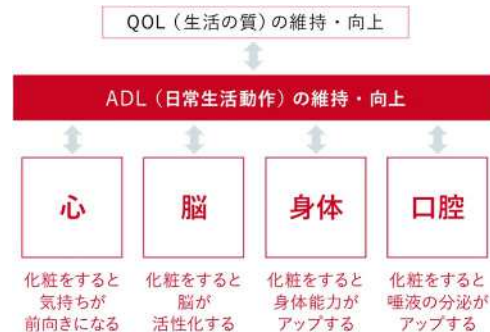 QOL（生活の質）の維持・向上
ADL（日常生活動作）の維持・向上
心
脳
身体
口腔
化粧をすると
気持ちが
前向きになる
化粧をすると
脳が
活性化する
化粧をすると
身体能力が
アップする
化粧をすると
唾液の分泌が
アップする